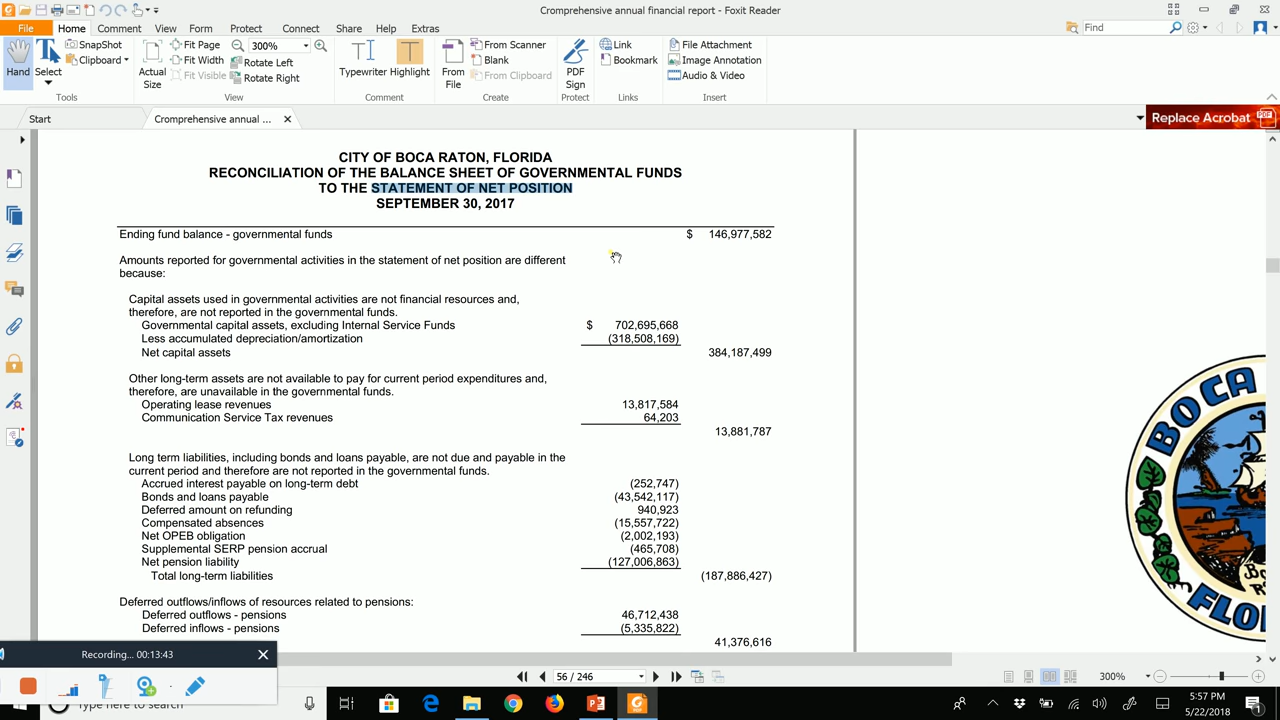 Cromprehensive annual financial report - Foxit Reader
File Home Comment View Form Protect Connect Share Help Extras
Find
Hand
Select
SnapShot
Clipboard
Tools
Actual Size
Fit Page
Fit Width
Fit Visible
300%
Rotate Left
Rotate Right
View
Typewriter
Highlight
Comment
From File
From Scanner
Blank
From Clipboard
Create
PDF Sign
Protect
Link
Bookmark
Links
File Attachment
Image Annotation
Audio & Video
Insert
Start
Cromprehensive annual ...
Replace Acrobat
PDF
CITY OF BOCA RATON, FLORIDA
RECONCILIATION OF THE BALANCE SHEET OF GOVERNMENTAL FUNDS
TO THE STATEMENT OF NET POSITION
SEPTEMBER 30, 2017
Ending fund balance - governmental funds $ 146,977,582
Amounts reported for governmental activities in the statement of net position are different
because:
Capital assets used in governmental activities are not financial resources and,
therefore, are not reported in the governmental funds.
Governmental capital assets, excluding Internal Service Funds $ 702,695,668
Less accumulated depreciation/amortization (318,508,169)
Net capital assets 384,187,499
Other long-term assets are not available to pay for current period expenditures and,
therefore, are unavailable in the governmental funds.
Operating lease revenues 13,817,584
Communication Service Tax revenues 64,203
13,881,787
Long term liabilities, including bonds and loans payable, are not due and payable in the
current period and therefore are not reported in the governmental funds.
Accrued interest payable on long-term debt (252,747)
Bonds and loans payable (43,542,117)
Deferred amount on refunding 940,923
Compensated absences (15,557,722)
Net OPEB obligation (2,002,193)
Supplemental SERP pension accrual (465,708)
Net pension liability (127,006,863)
Total long-term liabilities (187,886,427)
Deferred outflows/inflows of resources related to pensions:
Deferred outflows - pensions 46,712,438
Deferred inflows - pensions (5,335,822)
41,376,616
BOCA
FLO
Recording... 00:13:43
56 / 246
300%
Type here to search
5:57 PM
5/22/2018